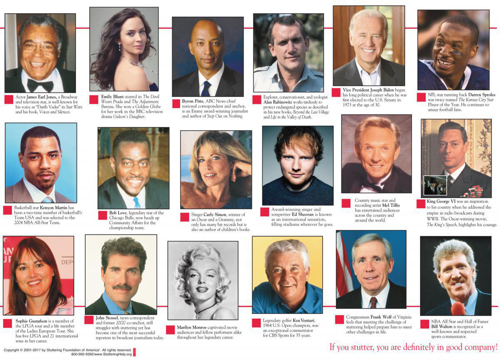 Actor James Earl Jones, a Broadway
and television star, is well-known for
his voice as "Darth Vader" in Star Wars
and his book, Voices and Silences.
Emily Blunt starred in The Devil
Wears Prada and The Adjustment
Bureau. She won a Golden Globe
for her work in the BBC television
drama Gideon's Daughter.
Byron Pitts, ABC News chief
national correspondent and anchor,
is an Emmy award-winning journalist
and author of Step Out on Nothing.
Explorer, conservationist, and zoologist
Alan Rabinowitz works tirelessly to
protect endangered species as described
in his new books, Beyond the Last Village
and Life in the Valley of Death.
Vice President Joseph Biden began
his long political career when he was
first elected to the U.S. Senate in
1972 at the age of 30.
NFL star running back Darren Sproles
was twice named The Kansas City Star
Player of the Year. He continues to
amaze football fans.
Basketball star Kenyon Martin has
been a two-time member of basketball's
Team USA and was selected to the
2004 NBA All-Star Team.
Bob Love, legendary star of the
Chicago Bulls, now heads up
Community Affairs for the
championship team.
Singer Carly Simon, winner of
an Oscar and a Grammy, not
only has many hit records but is
also an author of children's books.
Award-winning singer and
songwriter Ed Sheeran is known
as an international sensation,
filling stadiums wherever he goes.
Country music star and
recording artist Mel Tillis
has entertained audiences
across the country and
around the world.
King George VI was an inspiration
to his country when he addressed the
empire in radio broadcasts during
WWII. The Oscar-winning movie,
The King's Speech, highlights his courage.
Sophie Gustafson is a member of
the LPGA tour and a life member
of the Ladies European Tour. She
has five LPGA and 21 international
wins in her career.
John Stossel, news correspondent
and former 20/20 co-anchor, still
struggles with stuttering yet has
become one of the most successful
reporters in broadcast journalism today.
Marilyn Monroe captivated movie
audiences and fellow performers alike
throughout her legendary career.
Legendary golfer Ken Venturi,
1964 U.S. Open champion, was
an exceptional commentator
for CBS Sports for 35 years.
Congressman Frank Wolf of Virginia
feels that meeting the challenge of
stuttering helped prepare him to meet
other challenges in life.
NBA All Star and Hall of Famer
Bill Walton is recognized as a
well-known and respected
sports commentator.
Copyright © 2001-2017 by Stuttering Foundation of America. All rights reserved.
800-992-9392 www.StutteringHelp.org
If you stutter, you are definitely in good company!